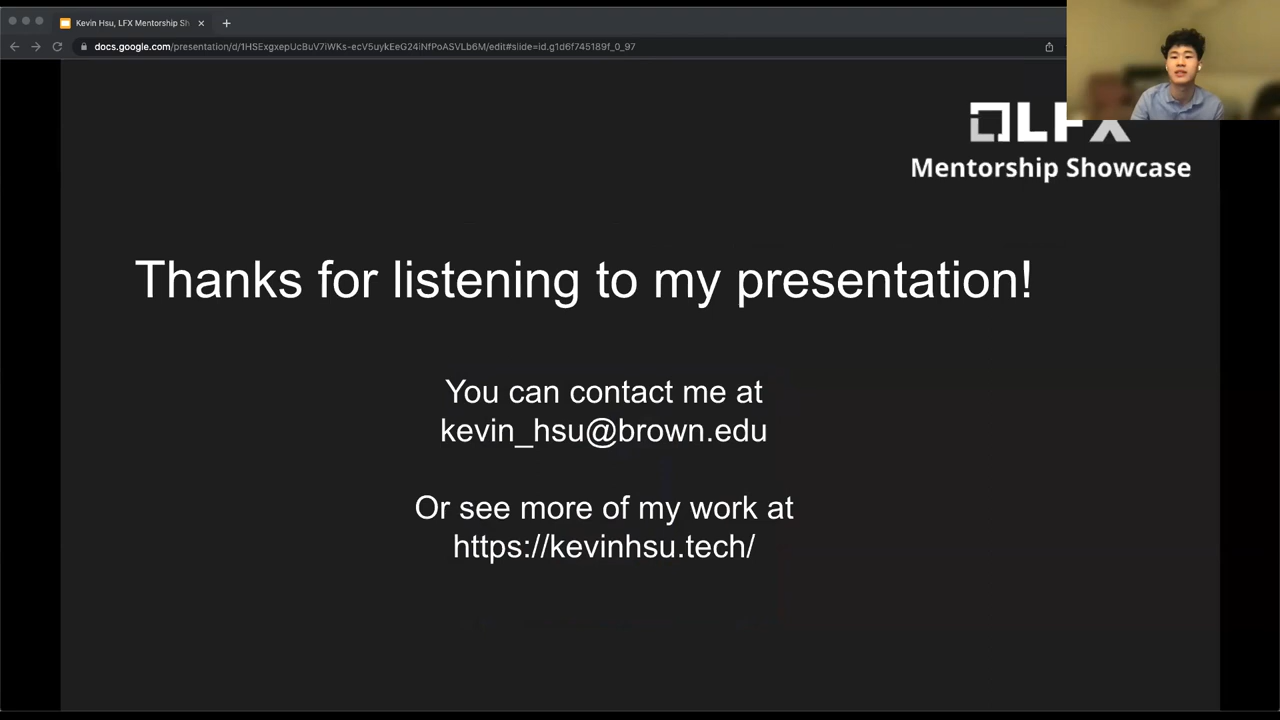 Kevin Hsu, LFX Mentorship Sh
docs.google.com/presentation/d/1HSExgxepUcBuV7iWKs-ecV5uykEeG24iNfPoASVLb6M/edit#slide=id.g1d6f745189f_0_97
LFX
Mentorship Showcase
Thanks for listening to my presentation!
You can contact me at
kevin_hsu@brown.edu
Or see more of my work at
https://kevinhsu.tech/